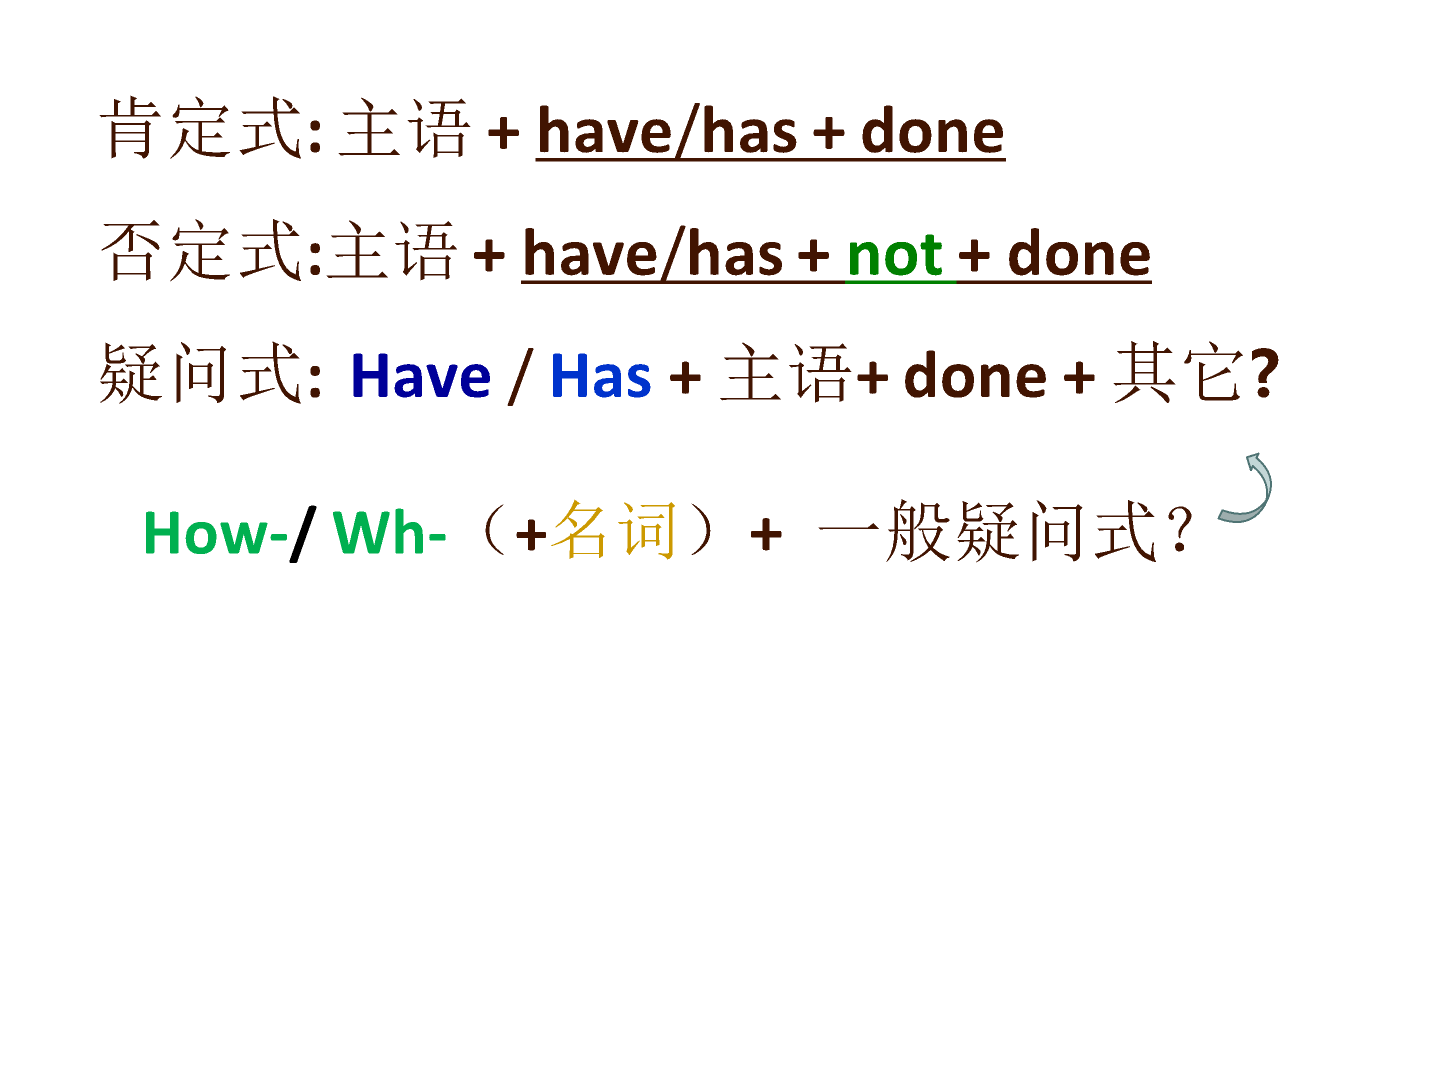 肯定式: 主语 + have/has + done
否定式:主语 + have/has + not + done
疑问式: Have / Has + 主语+ done + 其它?
How-/ Wh-（+名词）+ 一般疑问式？